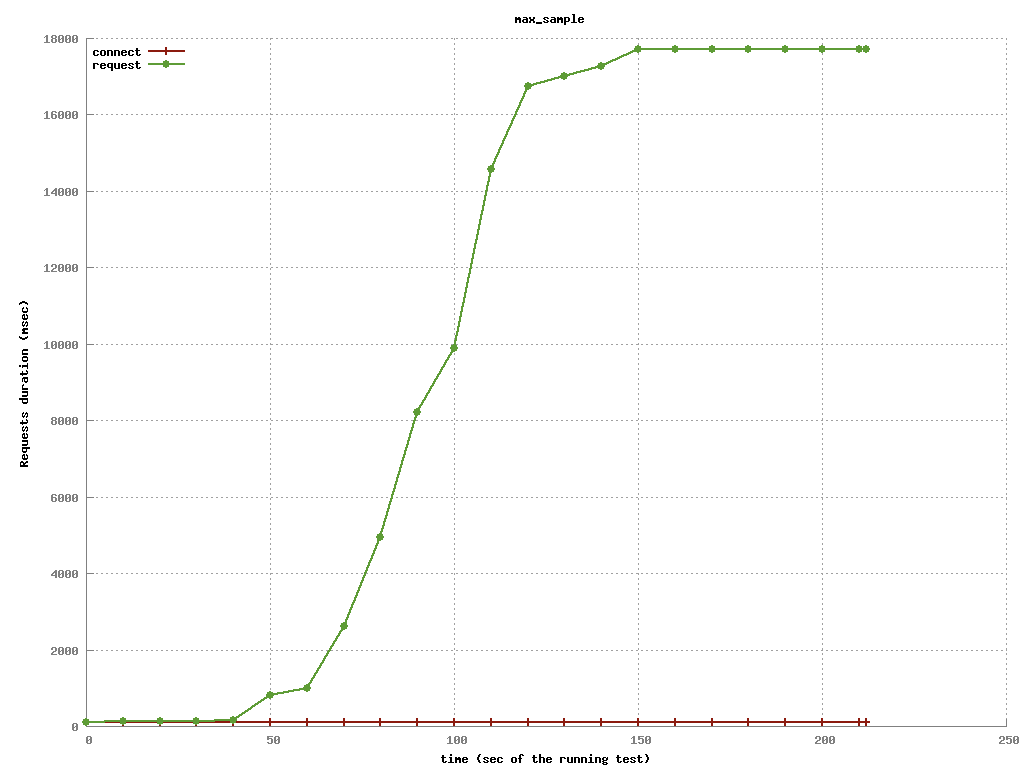 max_sample
connect
request
18000
16000
14000
12000
10000
8000
6000
4000
2000
0
Requests duration (msec)
0 50 100 150 200 250
time (sec of the running test)